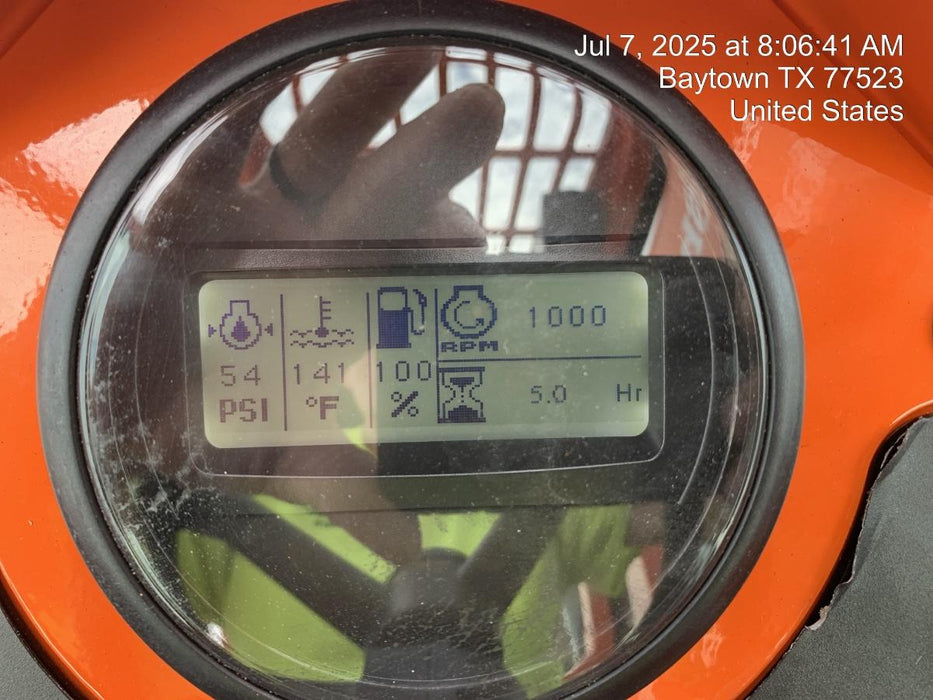 Jul 7, 2025 at 8:06:41 AM
Baytown TX 77523
United States
1000
RPM
54 141 100
5.0 Hr
PSI °F %